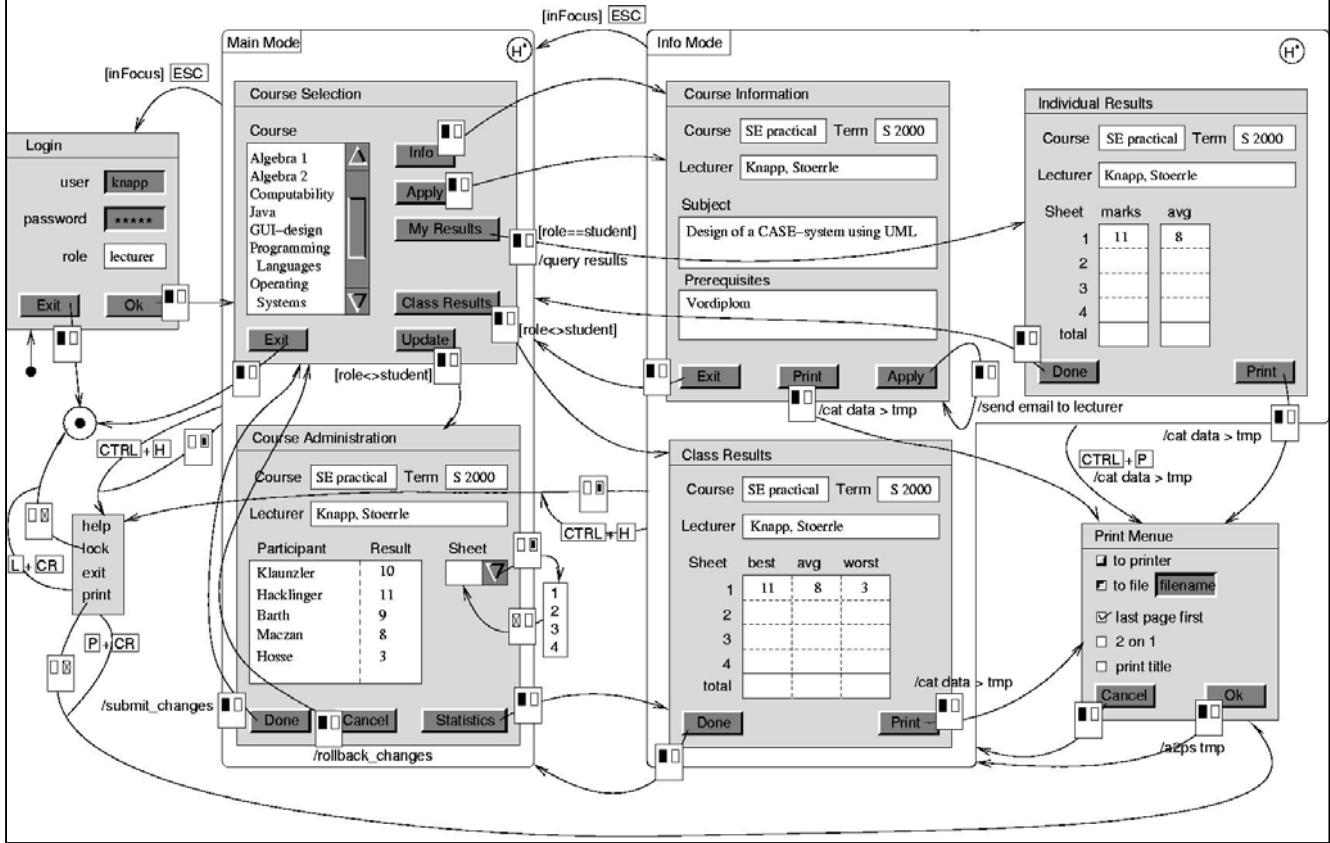 [inFocus] ESC
Main Mode
H*
Info Mode
H*
[inFocus] ESC
Login
user knapp
password *****
role lecturer
Exit Ok
Course Selection
Course
Algebra 1
Algebra 2
Computability
Java
GUI-design
Programming
Languages
Operating
Systems
Info
Apply
My Results
Class Results
Exit
Update
[role==student]
/query results
[role<>student]
[role<>student]
Course Information
Course SE practical Term S 2000
Lecturer Knapp, Stoerrle
Subject
Design of a CASE-system using UML
Prerequisites
Vordiplom
Exit Print Apply
/cat data > tmp
/send email to lecturer
Individual Results
Course SE practical Term S 2000
Lecturer Knapp, Stoerrle
Sheet marks avg
1 11 8
2
3
4
total
Done Print
/cat data > tmp
CTRL+P
/cat data > tmp
CTRL+H
help
lock
exit
print
L+CR
P+CR
Course Administration
Course SE practical Term S 2000
Lecturer Knapp, Stoerrle
Participant Result Sheet
Klaunzler 10
Hacklinger 11
Barth 9
Maczan 8
Hosse 3
1
2
3
4
Done Cancel Statistics
/submit_changes
/rollback_changes
CTRL+H
Class Results
Course SE practical Term S 2000
Lecturer Knapp, Stoerrle
Sheet best avg worst
1 11 8 3
2
3
4
total
Done Print
/cat data > tmp
Print Menue
to printer
to file filename
last page first
2 on 1
print title
Cancel Ok
/a2ps tmp